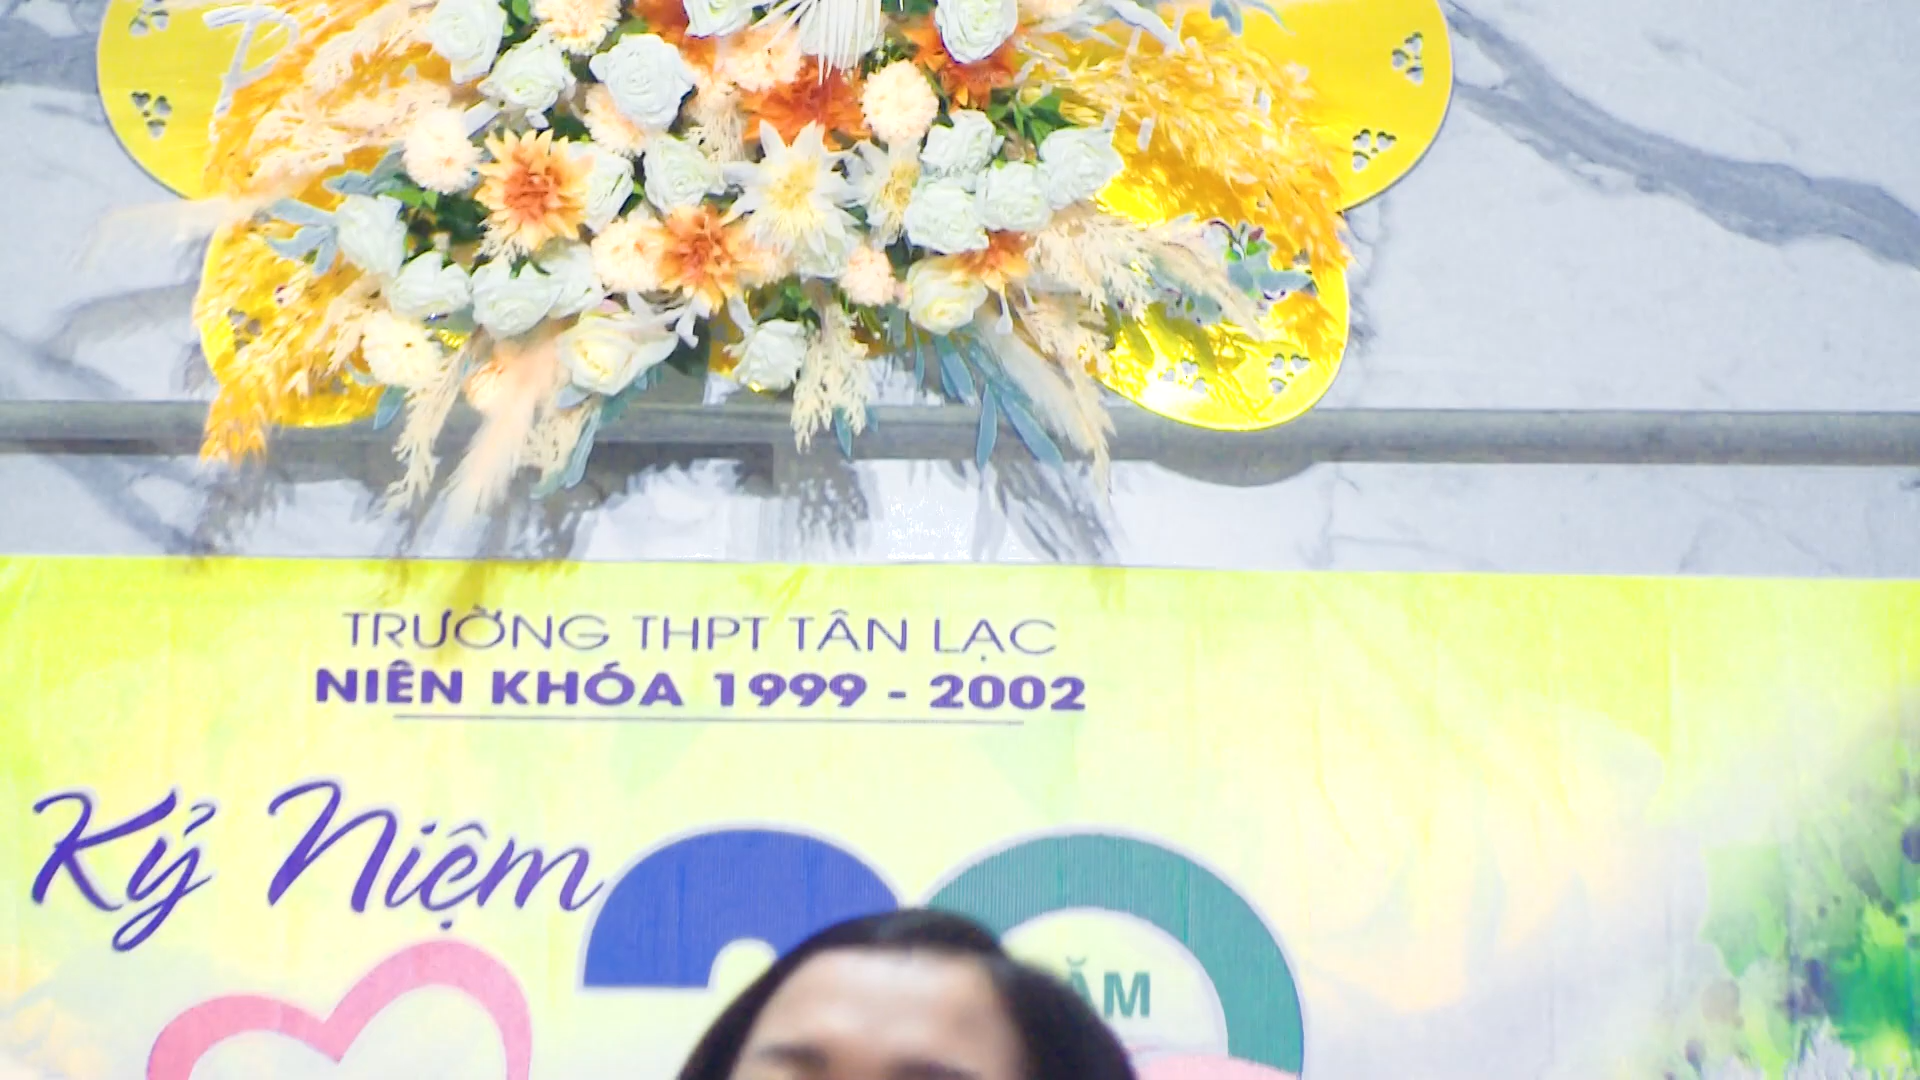 TRƯỜNG THPT TÂN LẠC
NIÊN KHÓA 1999 - 2002
Kỷ Niệm